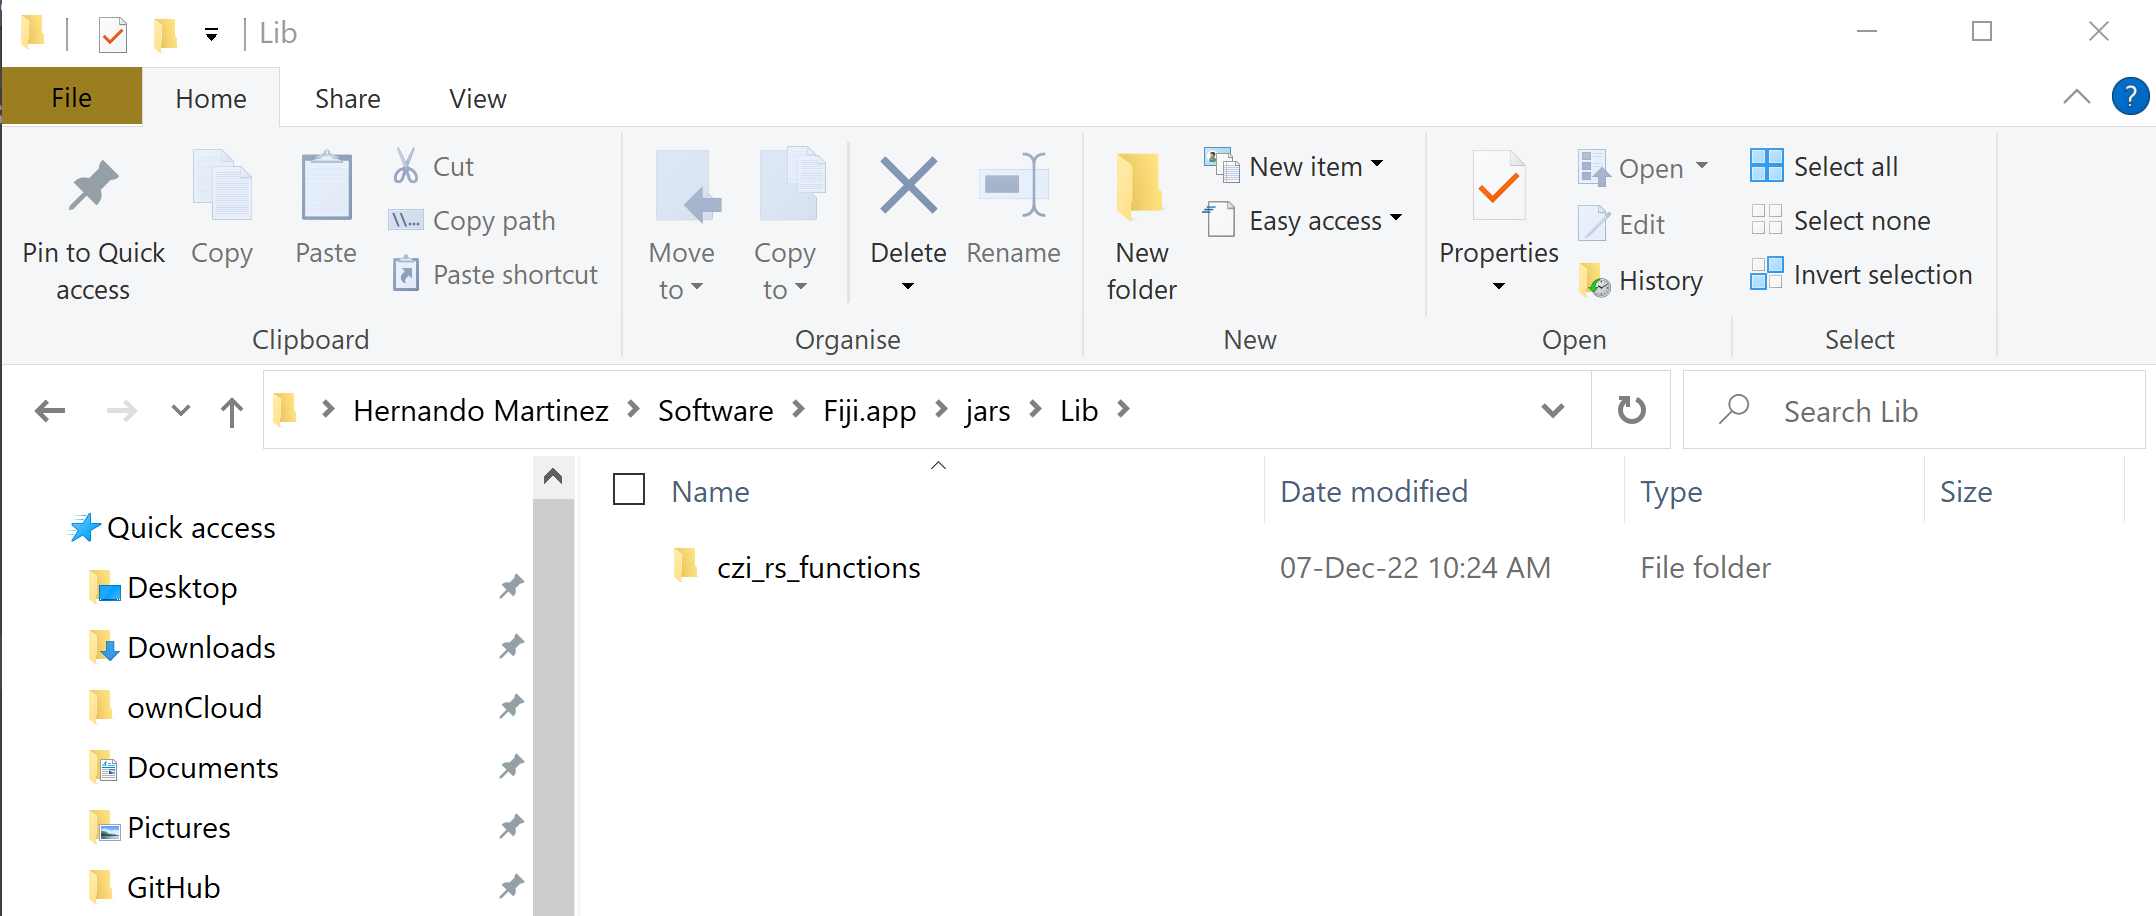 Lib
File Home Share View
Pin to Quick access
Copy
Paste
Cut
Copy path
Paste shortcut
Clipboard
Move to
Copy to
Delete
Rename
Organise
New folder
New item
Easy access
New
Properties
Open
Edit
History
Open
Select all
Select none
Invert selection
Select
Hernando Martinez Software Fiji.app jars Lib
Search Lib
Quick access
Desktop
Downloads
ownCloud
Documents
Pictures
GitHub
Name Date modified Type Size
czi_rs_functions 07-Dec-22 10:24 AM File folder